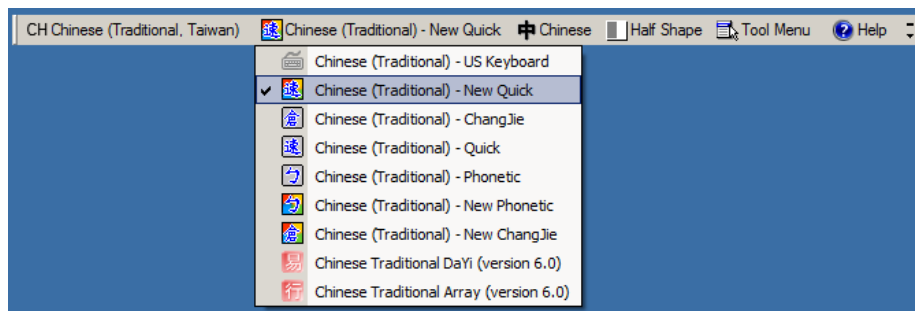 CH Chinese (Traditional, Taiwan) 速 Chinese (Traditional) - New Quick 中 Chinese Half Shape Tool Menu ? Help
Chinese (Traditional) - US Keyboard
速 Chinese (Traditional) - New Quick
倉 Chinese (Traditional) - ChangJie
速 Chinese (Traditional) - Quick
ㄅ Chinese (Traditional) - Phonetic
ㄅ Chinese (Traditional) - New Phonetic
倉 Chinese (Traditional) - New ChangJie
易 Chinese Traditional DaYi (version 6.0)
行 Chinese Traditional Array (version 6.0)